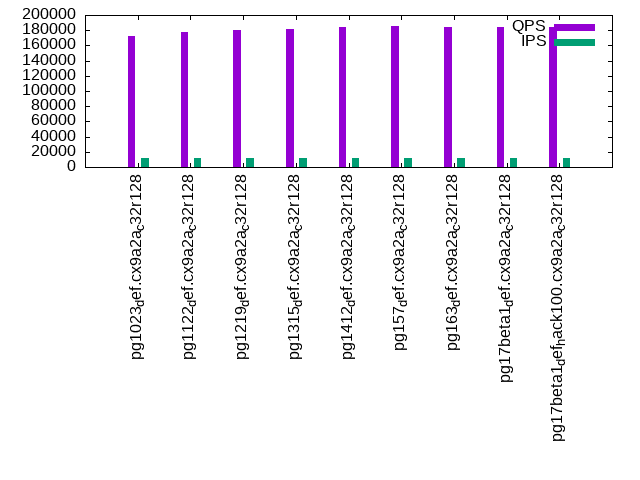 200000
180000
160000
140000
120000
100000
80000
60000
40000
20000
0
QPS
IPS
pg1023def.cx9a2ac32r128
pg1122def.cx9a2ac32r128
pg1219def.cx9a2ac32r128
pg1315def.cx9a2ac32r128
pg1412def.cx9a2ac32r128
pg157def.cx9a2ac32r128
pg163def.cx9a2ac32r128
pg17beta1def.cx9a2ac32r128
pg17beta1defhack100.cx9a2ac32r128